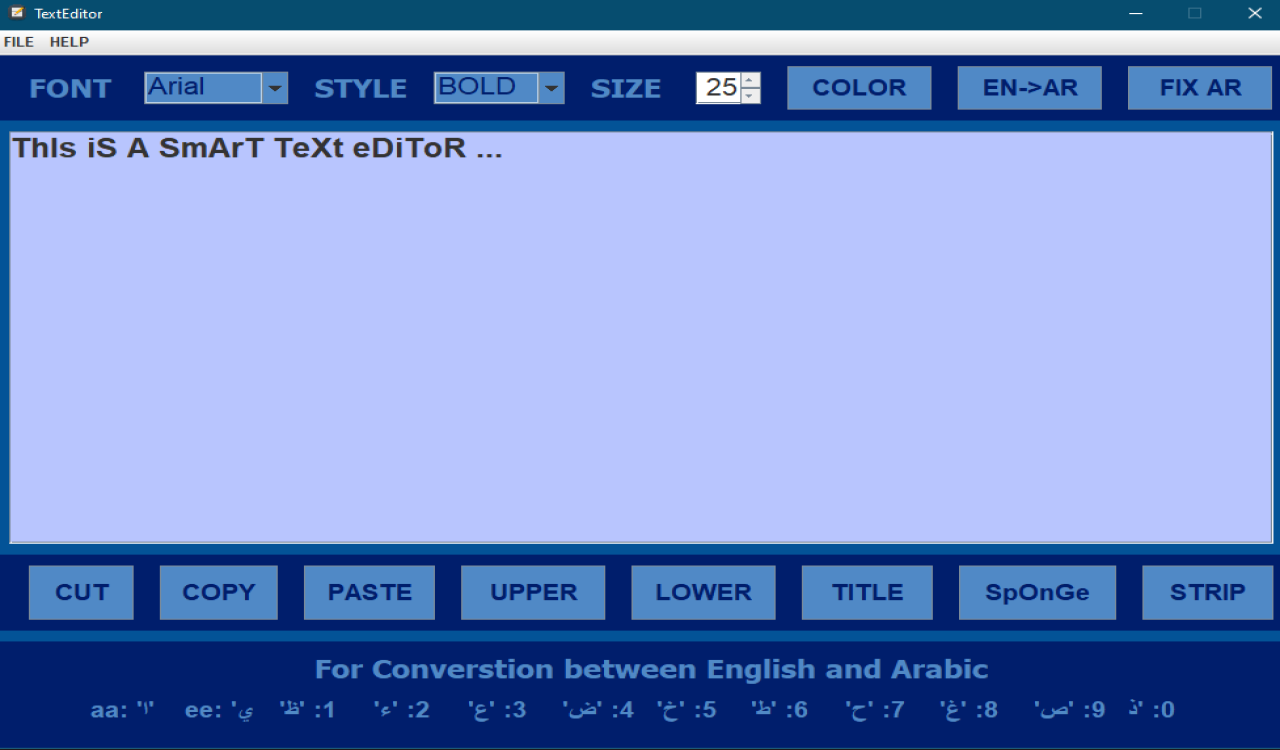 TextEditor
FILE HELP
FONT Arial STYLE BOLD SIZE 25 COLOR EN->AR FIX AR
ThIs iS A SmArT TeXt eDiToR ...
CUT COPY PASTE UPPER LOWER TITLE SpOnGe STRIP
For Converstion between English and Arabic
aa: 'ا' ee: 'ي 'ظ' :1 'ء' :2 'ع' :3 'ض' :4 'خ' :5 'ط' :6 'ح' :7 'غ' :8 'ص' :9 'ذ :0